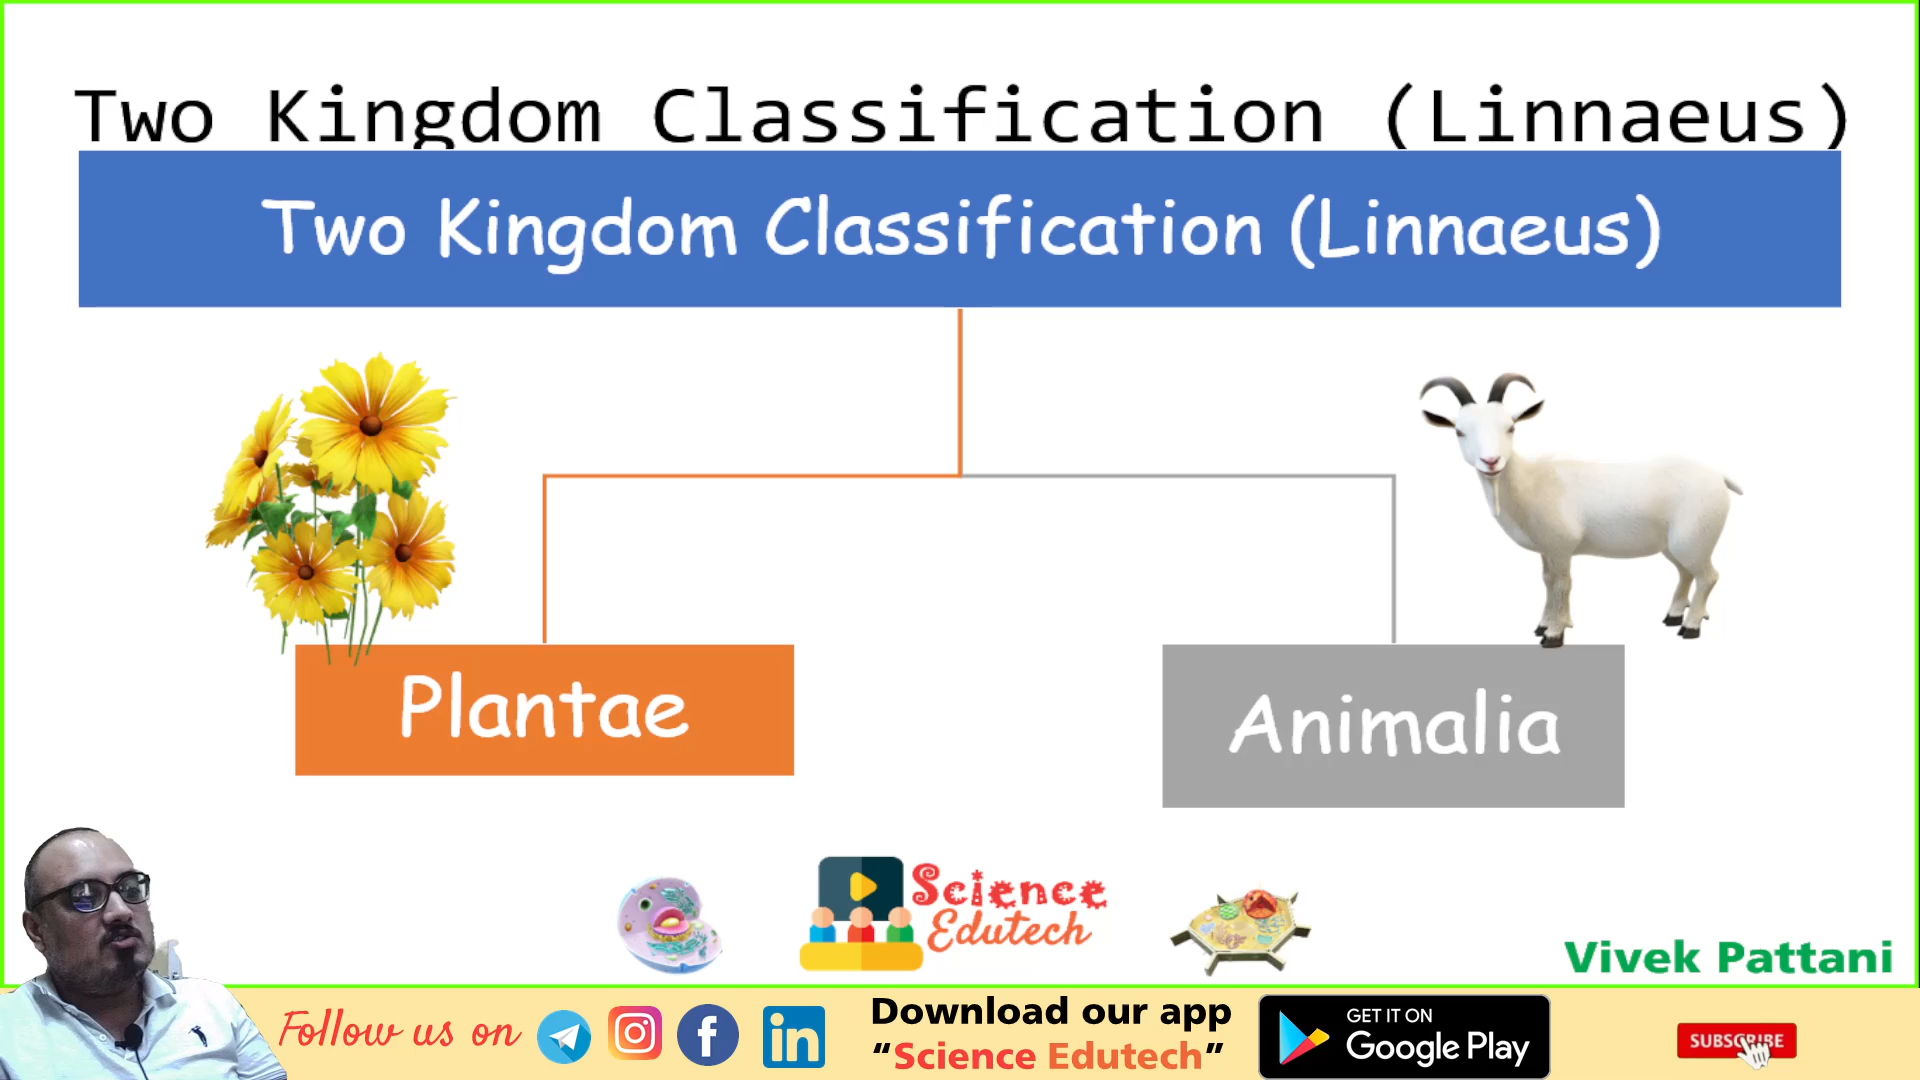 Two Kingdom Classification (Linnaeus)
Two Kingdom Classification (Linnaeus)
Plantae
Animalia
Science
Edutech
Vivek Pattani
Follow us on
Download our app
“Science Edutech”
GET IT ON
Google Play
SUBSCRIBE